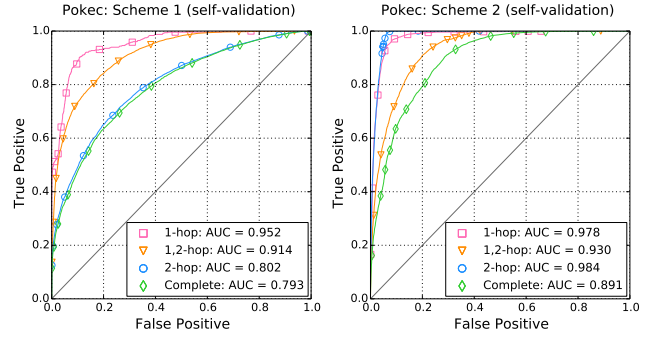 Pokec: Scheme 1 (self-validation)
1.0
0.8
0.6
0.4
0.2
0.0
0.0
0.2
0.4
0.6
0.8
1.0
True Positive
False Positive
1-hop: AUC = 0.952
1,2-hop: AUC = 0.914
2-hop: AUC = 0.802
Complete: AUC = 0.793
Pokec: Scheme 2 (self-validation)
1.0
0.8
0.6
0.4
0.2
0.0
0.0
0.2
0.4
0.6
0.8
1.0
True Positive
False Positive
1-hop: AUC = 0.978
1,2-hop: AUC = 0.930
2-hop: AUC = 0.984
Complete: AUC = 0.891